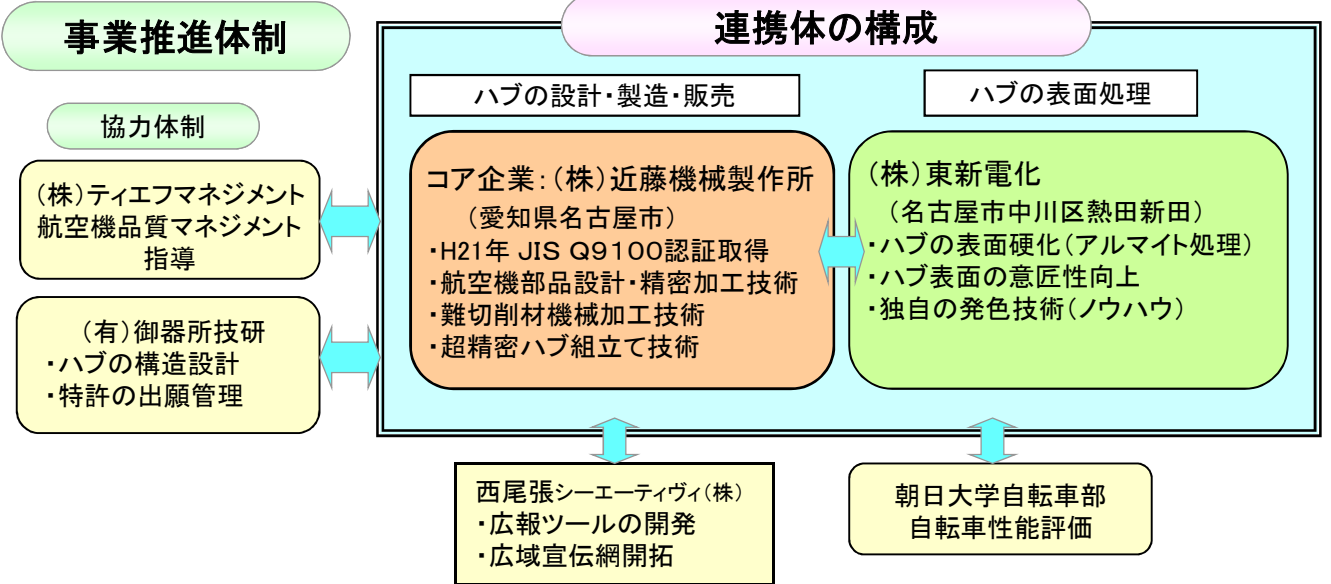 事業推進体制
連携体の構成
協力体制
(株)ティエフマネジメント
航空機品質マネジメント
指導
(有)御器所技研
・ハブの構造設計
・特許の出願管理
ハブの設計・製造・販売
コア企業:(株)近藤機械製作所
(愛知県名古屋市)
・H21年 JIS Q9100認証取得
・航空機部品設計・精密加工技術
・難切削材機械加工技術
・超精密ハブ組立て技術
ハブの表面処理
(株)東新電化
(名古屋市中川区熱田新田)
・ハブの表面硬化(アルマイト処理)
・ハブ表面の意匠性向上
・独自の発色技術(ノウハウ)
西尾張シーエーティヴィ(株)
・広報ツールの開発
・広域宣伝網開拓
朝日大学自転車部
自転車性能評価